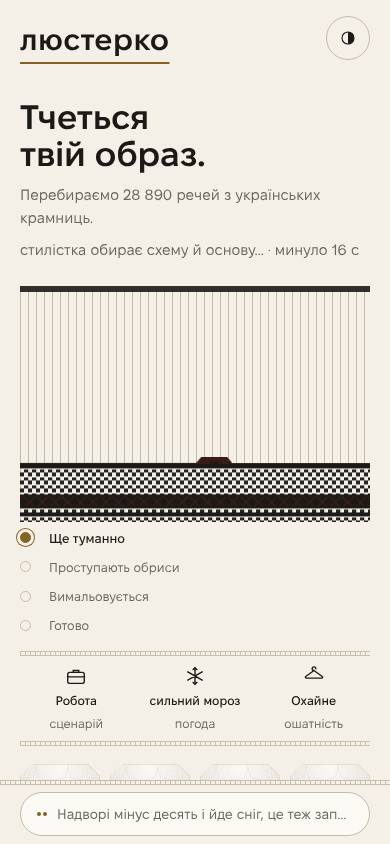 люстерко
Тчеться
твій образ.
Перебираємо 28 890 речей з українських
крамниць.
стилістка обирає схему й основу… · минуло 16 с
Ще туманно
Проступають обриси
Вимальовується
Готово
Робота
сценарій
сильний мороз
погода
Охайне
ошатність
Надворі мінус десять і йде сніг, це теж зап…